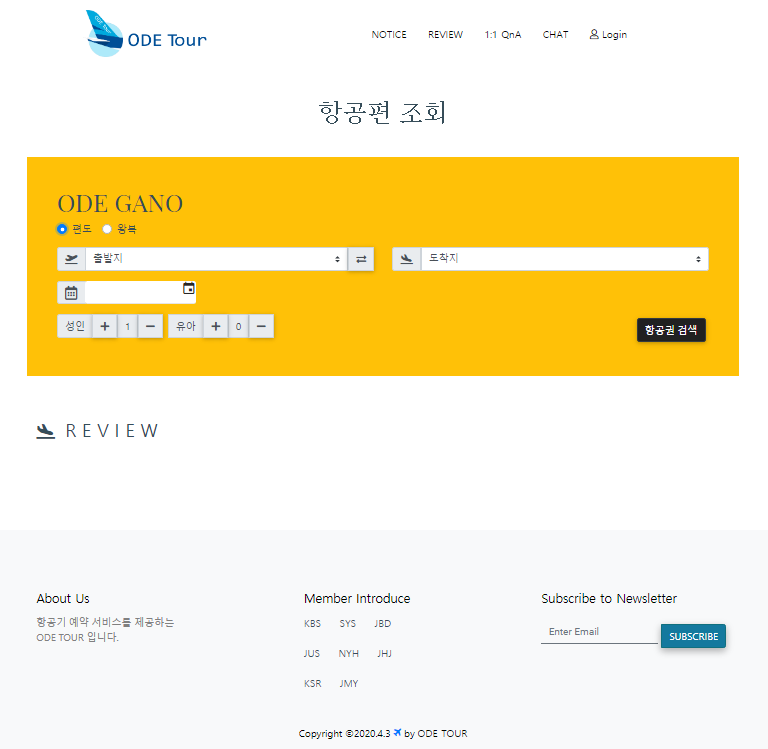 ODE Tour
ODE Tour
NOTICE REVIEW 1:1 QnA CHAT Login
항공편 조회
ODE GANO
편도 왕복
출발지 도착지
성인 + 1 − 유아 + 0 − 항공권 검색
REVIEW
About Us Member Introduce Subscribe to Newsletter
항공기 예약 서비스를 제공하는 KBS SYS JBD Enter Email SUBSCRIBE
ODE TOUR 입니다.
JUS NYH JHJ
KSR JMY
Copyright ©2020.4.3 by ODE TOUR